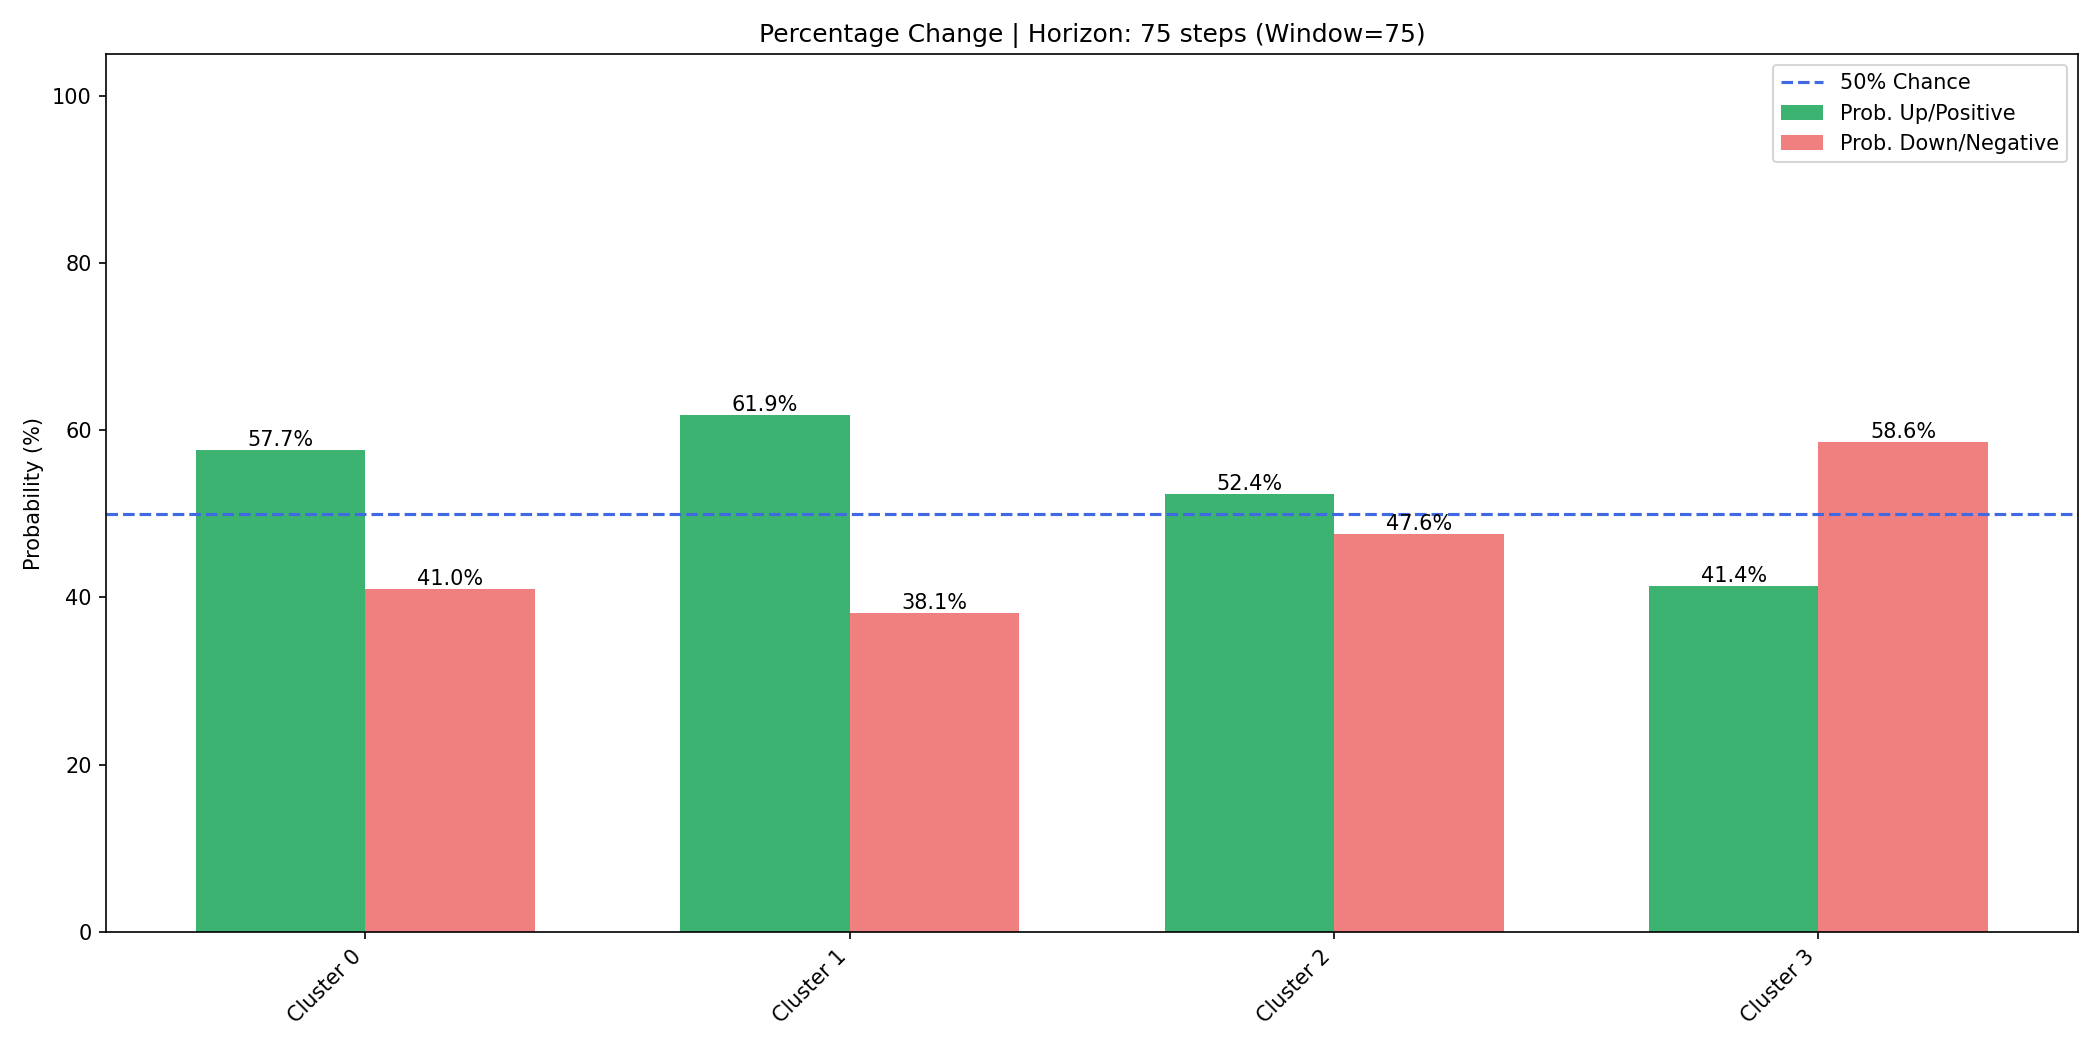 Percentage Change | Horizon: 75 steps (Window=75)
50% Chance
Prob. Up/Positive
Prob. Down/Negative
Probability (%)
100
80
60
40
20
0
57.7%
41.0%
61.9%
38.1%
52.4%
47.6%
41.4%
58.6%
Cluster 0
Cluster 1
Cluster 2
Cluster 3